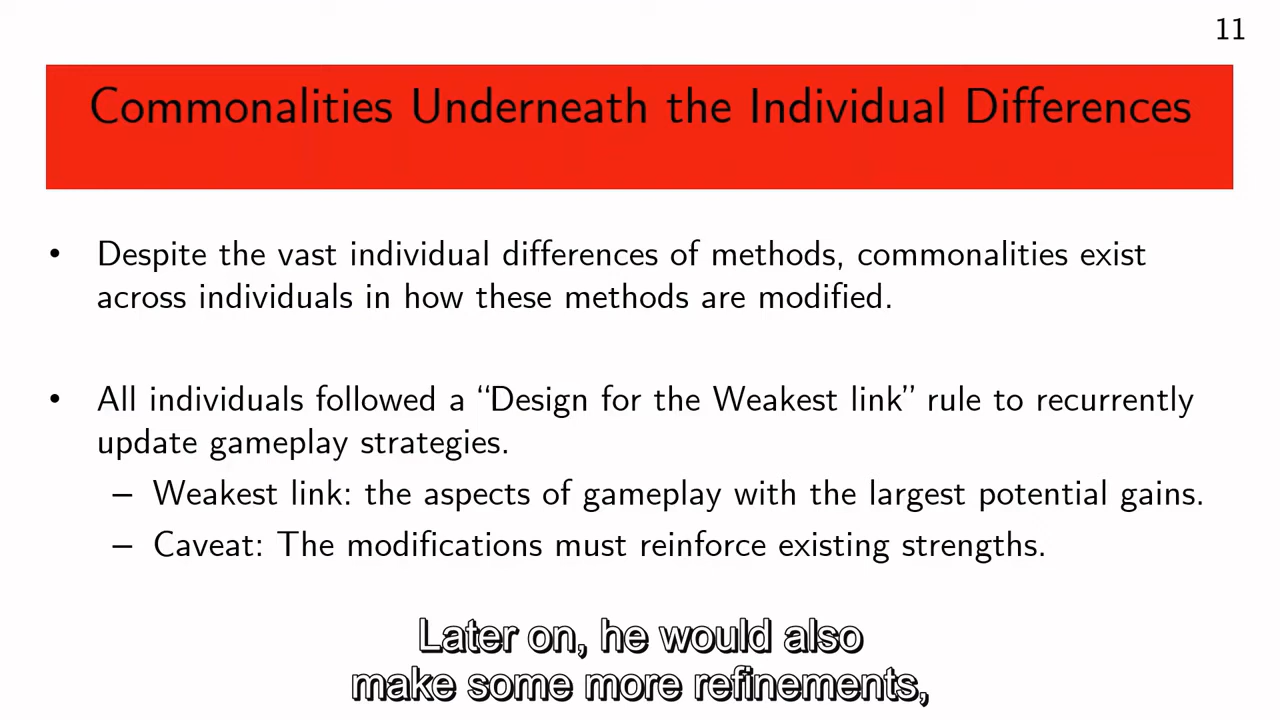 11
Commonalities Underneath the Individual Differences
• Despite the vast individual differences of methods, commonalities exist
across individuals in how these methods are modified.
• All individuals followed a “Design for the Weakest link” rule to recurrently
update gameplay strategies.
– Weakest link: the aspects of gameplay with the largest potential gains.
– Caveat: The modifications must reinforce existing strengths.
Later on, he would also
make some more refinements,